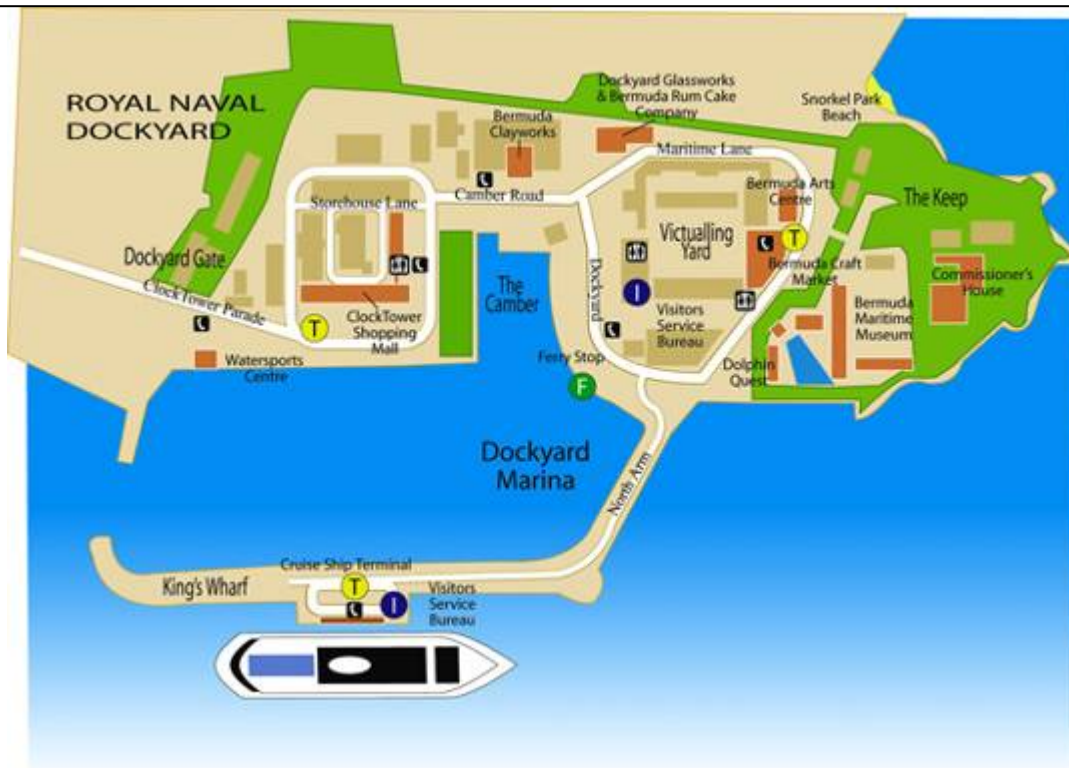 ROYAL NAVAL
DOCKYARD
Dockyard Glassworks
& Bermuda Rum Cake
Company
Snorkel Park
Beach
Bermuda
Clayworks
Maritime Lane
Camber Road
Storehouse Lane
Bermuda Arts
Centre
The Keep
Victualling
Yard
T
Dockyard Gate
ClockTower Parade
The
Camber
Dockyard
I
Bermuda Craft
Market
Commissioner's
House
T
ClockTower
Shopping
Mall
Visitors
Service
Bureau
Bermuda
Maritime
Museum
Watersports
Centre
Ferry Stop
F
Dolphin
Quest
Dockyard
Marina
North Arm
Cruise Ship Terminal
King's Wharf
T
I
Visitors
Service
Bureau